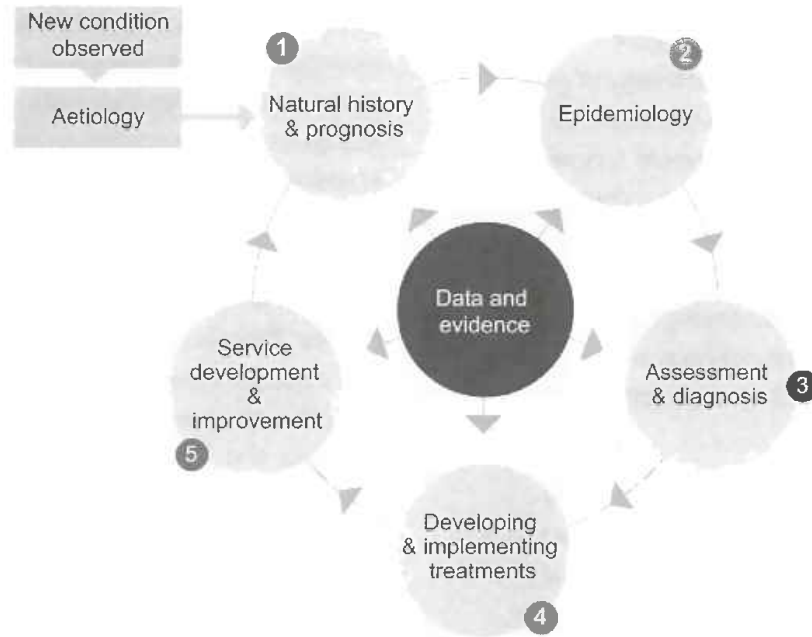 New condition
observed
Aetiology
1
Natural history
& prognosis
2
Epidemiology
Data and
evidence
Assessment
& diagnosis
3
Developing
& implementing
treatments
4
Service
development
&
improvement
5